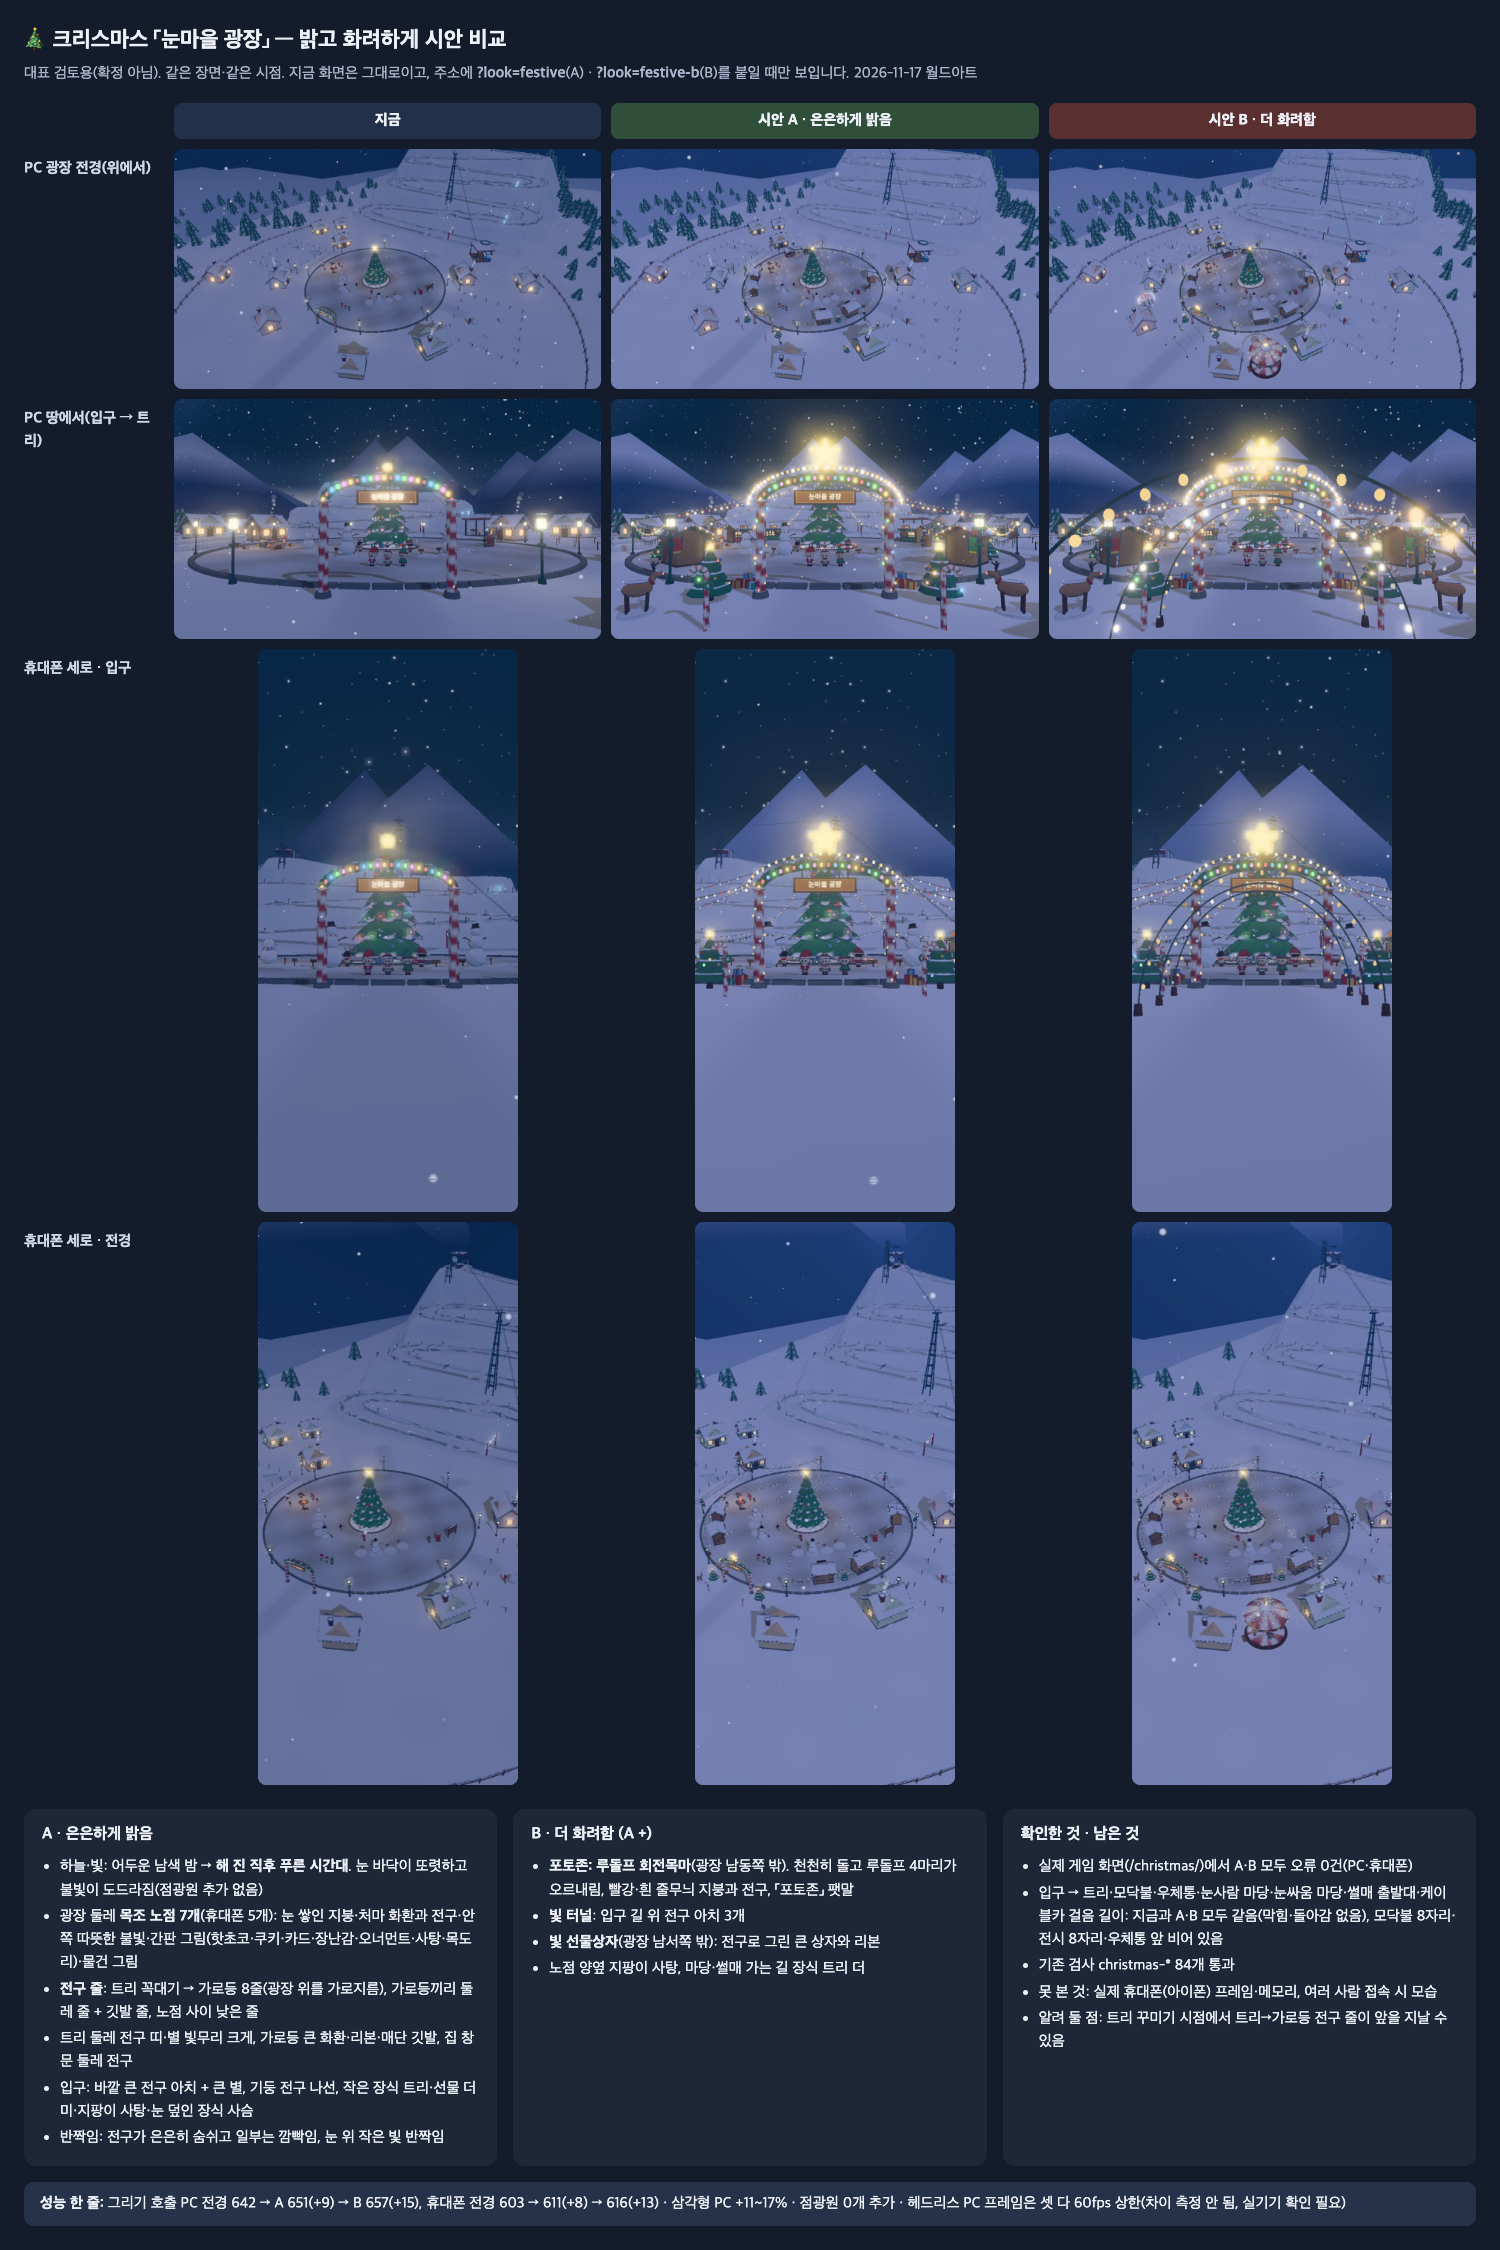 🎄 크리스마스 「눈마을 광장」 — 밝고 화려하게 시안 비교
대표 검토용(확정 아님). 같은 장면·같은 시점. 지금 화면은 그대로이고, 주소에 ?look=festive(A) · ?look=festive-b(B)를 붙일 때만 보입니다. 2026-11-17 월드아트
지금
시안 A · 은은하게 밝음
시안 B · 더 화려함
PC 광장 전경(위에서)
PC 땅에서(입구 → 트
리)
눈마을 광장
눈마을 광장
휴대폰 세로 · 입구
눈마을 광장
눈마을 광장
휴대폰 세로 · 전경
A · 은은하게 밝음
• 하늘·빛: 어두운 남색 밤 → 해 진 직후 푸른 시간대. 눈 바닥이 또렷하고
불빛이 도드라짐(점광원 추가 없음)
• 광장 둘레 목조 노점 7개(휴대폰 5개): 눈 쌓인 지붕·처마 화환과 전구·안
쪽 따뜻한 불빛·간판 그림(핫초코·쿠키·카드·장난감·오너먼트·사탕·목도
리)·물건 그림
• 전구 줄: 트리 꼭대기 → 가로등 8줄(광장 위를 가로지름), 가로등끼리 둘
레 줄 + 깃발 줄, 노점 사이 낮은 줄
• 트리 둘레 전구 띠·별 빛무리 크게, 가로등 큰 화환·리본·매단 깃발, 집 창
문 둘레 전구
• 입구: 바깥 큰 전구 아치 + 큰 별, 기둥 전구 나선, 작은 장식 트리·선물 더
미·지팡이 사탕·눈 덮인 장식 사슴
• 반짝임: 전구가 은은히 숨쉬고 일부는 깜빡임, 눈 위 작은 빛 반짝임
B · 더 화려함 (A +)
• 포토존: 루돌프 회전목마(광장 남동쪽 밖). 천천히 돌고 루돌프 4마리가
오르내림, 빨강·흰 줄무늬 지붕과 전구, 「포토존」 팻말
• 빛 터널: 입구 길 위 전구 아치 3개
• 빛 선물상자(광장 남서쪽 밖): 전구로 그린 큰 상자와 리본
• 노점 양옆 지팡이 사탕, 마당·썰매 가는 길 장식 트리 더
확인한 것 · 남은 것
• 실제 게임 화면(/christmas/)에서 A·B 모두 오류 0건(PC·휴대폰)
• 입구 → 트리·모닥불·우체통·눈사람 마당·눈싸움 마당·썰매 출발대·케이
블카 걸음 길이: 지금과 A·B 모두 같음(막힘·돌아감 없음), 모닥불 8자리·
전시 8자리·우체통 앞 비어 있음
• 기존 검사 christmas-* 84개 통과
• 못 본 것: 실제 휴대폰(아이폰) 프레임·메모리, 여러 사람 접속 시 모습
• 알려 둘 점: 트리 꾸미기 시점에서 트리→가로등 전구 줄이 앞을 지날 수
있음
성능 한 줄: 그리기 호출 PC 전경 642 → A 651(+9) → B 657(+15), 휴대폰 전경 603 → 611(+8) → 616(+13) · 삼각형 PC +11~17% · 점광원 0개 추가 · 헤드리스 PC 프레임은 셋 다 60fps 상한(차이 측정 안 됨, 실기기 확인 필요)